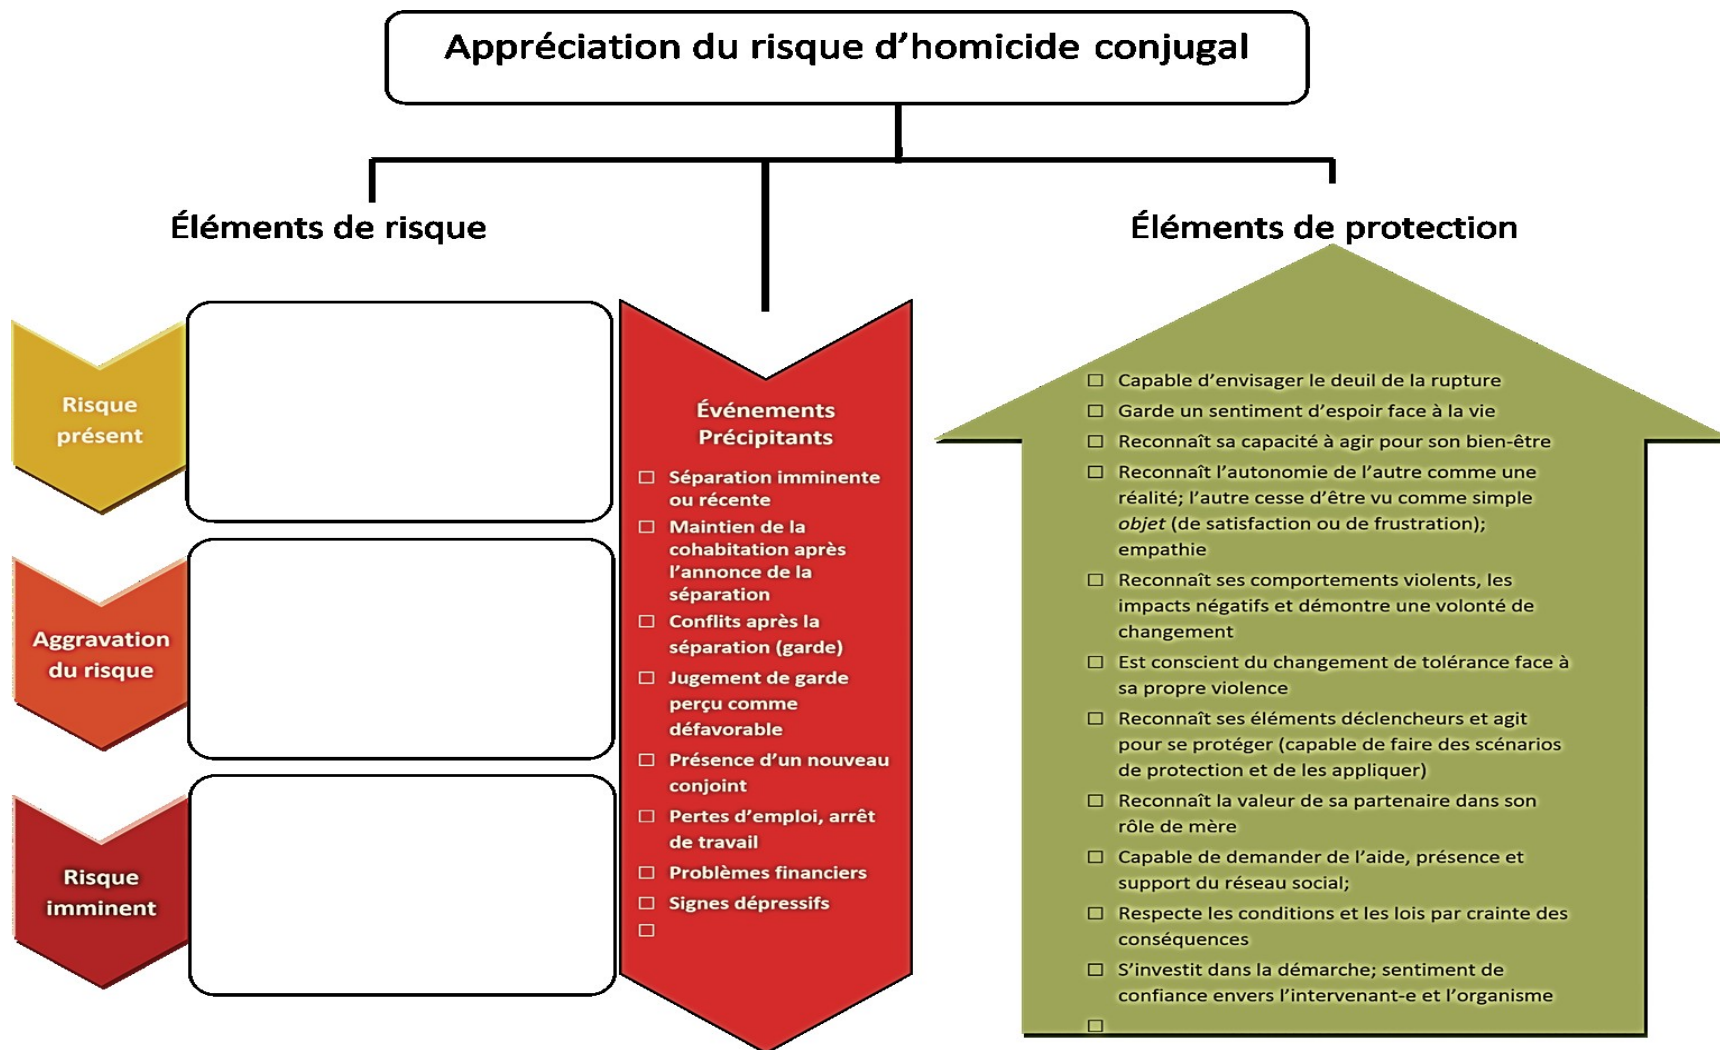 Appréciation du risque d’homicide conjugal
Éléments de risque
Risque
présent
Aggravation
du risque
Risque
imminent
Événements
Précipitants
☐ Séparation imminente
ou récente
☐ Maintien de la
cohabitation après
l’annonce de la
séparation
☐ Conflits après la
séparation (garde)
☐ Jugement de garde
perçu comme
défavorable
☐ Présence d’un nouveau
conjoint
☐ Pertes d’emploi, arrêt
de travail
☐ Problèmes financiers
☐ Signes dépressifs
☐
Éléments de protection
☐ Capable d’envisager le deuil de la rupture
☐ Garde un sentiment d’espoir face à la vie
☐ Reconnaît sa capacité à agir pour son bien-être
☐ Reconnaît l’autonomie de l’autre comme une
réalité; l’autre cesse d’être vu comme simple
objet (de satisfaction ou de frustration);
empathie
☐ Reconnaît ses comportements violents, les
impacts négatifs et démontre une volonté de
changement
☐ Est conscient du changement de tolérance face à
sa propre violence
☐ Reconnaît ses éléments déclencheurs et agit
pour se protéger (capable de faire des scénarios
de protection et de les appliquer)
☐ Reconnaît la valeur de sa partenaire dans son
rôle de mère
☐ Capable de demander de l’aide, présence et
support du réseau social;
☐ Respecte les conditions et les lois par crainte des
conséquences
☐ S’investit dans la démarche; sentiment de
confiance envers l’intervenant-e et l’organisme
☐